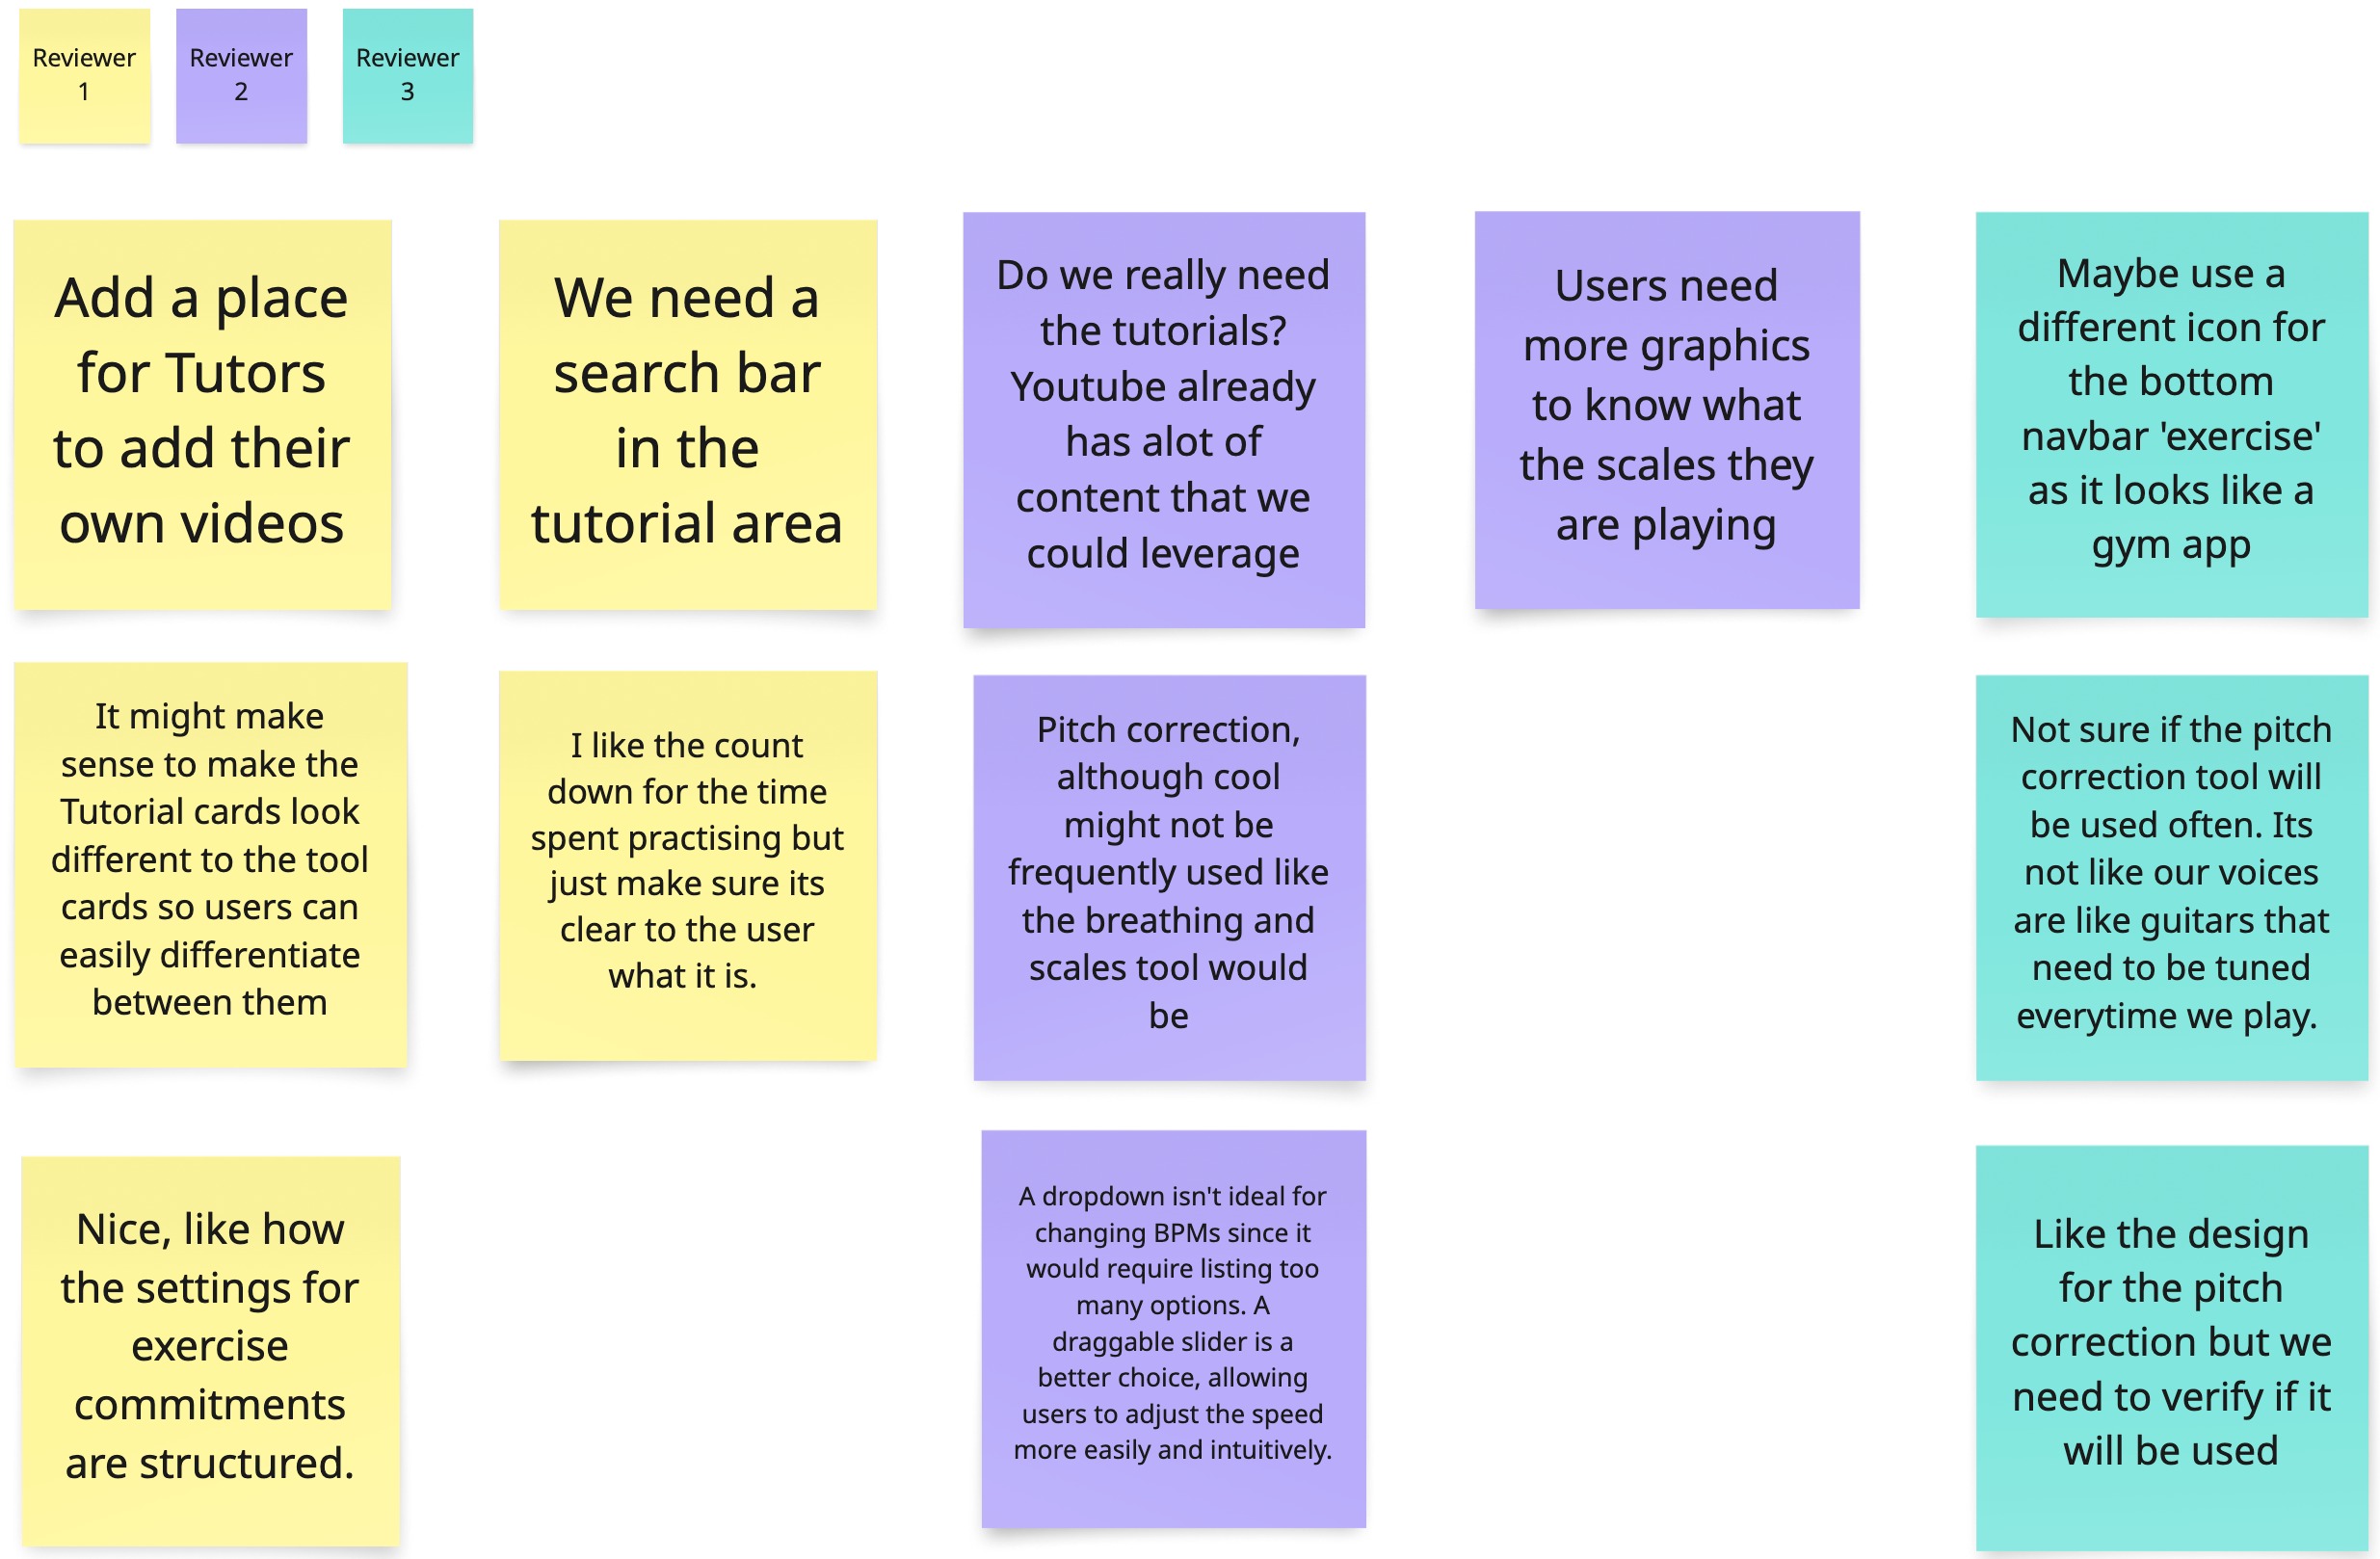 Reviewer
1
Reviewer
2
Reviewer
3
Add a place
for Tutors
to add their
own videos
We need a
search bar
in the
tutorial area
Do we really need
the tutorials?
Youtube already
has alot of
content that we
could leverage
Users need
more graphics
to know what
the scales they
are playing
Maybe use a
different icon for
the bottom
navbar 'exercise'
as it looks like a
gym app
It might make
sense to make the
Tutorial cards look
different to the tool
cards so users can
easily differentiate
between them
I like the count
down for the time
spent practising but
just make sure its
clear to the user
what it is.
Pitch correction,
although cool
might not be
frequently used like
the breathing and
scales tool would
be
Not sure if the pitch
correction tool will
be used often. Its
not like our voices
are like guitars that
need to be tuned
everytime we play.
Nice, like how
the settings for
exercise
commitments
are structured.
A dropdown isn't ideal for
changing BPMs since it
would require listing too
many options. A
draggable slider is a
better choice, allowing
users to adjust the speed
more easily and intuitively.
Like the design
for the pitch
correction but we
need to verify if it
will be used